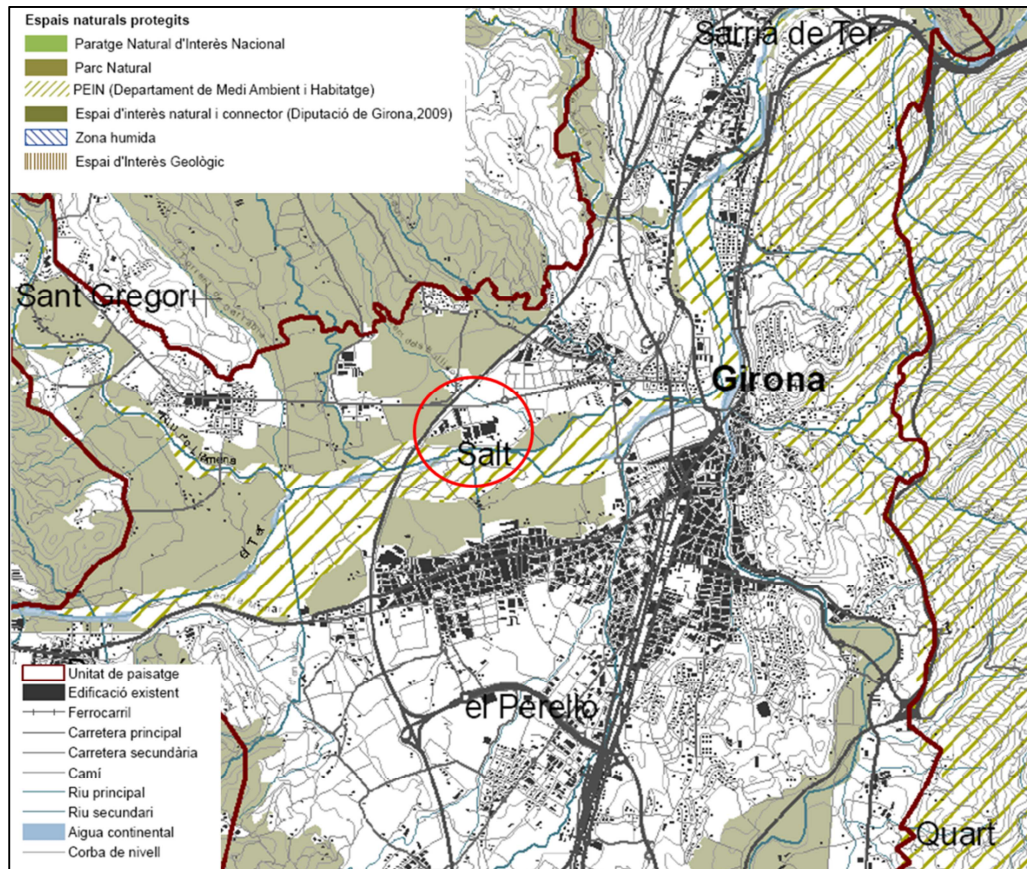 Espais naturals protegits
Paratge Natural d'Interès Nacional
Parc Natural
PEIN (Departament de Medi Ambient i Habitatge)
Espai d'interès natural i connector (Diputació de Girona,2009)
Zona humida
Espai d'Interès Geològic
Sarrià de Ter
Sant Gregori
Girona
Salt
el Ter
el Perelló
Quart
Unitat de paisatge
Edificació existent
Ferrocarril
Carretera principal
Carretera secundària
Camí
Riu principal
Riu secundari
Aigua continental
Corba de nivell